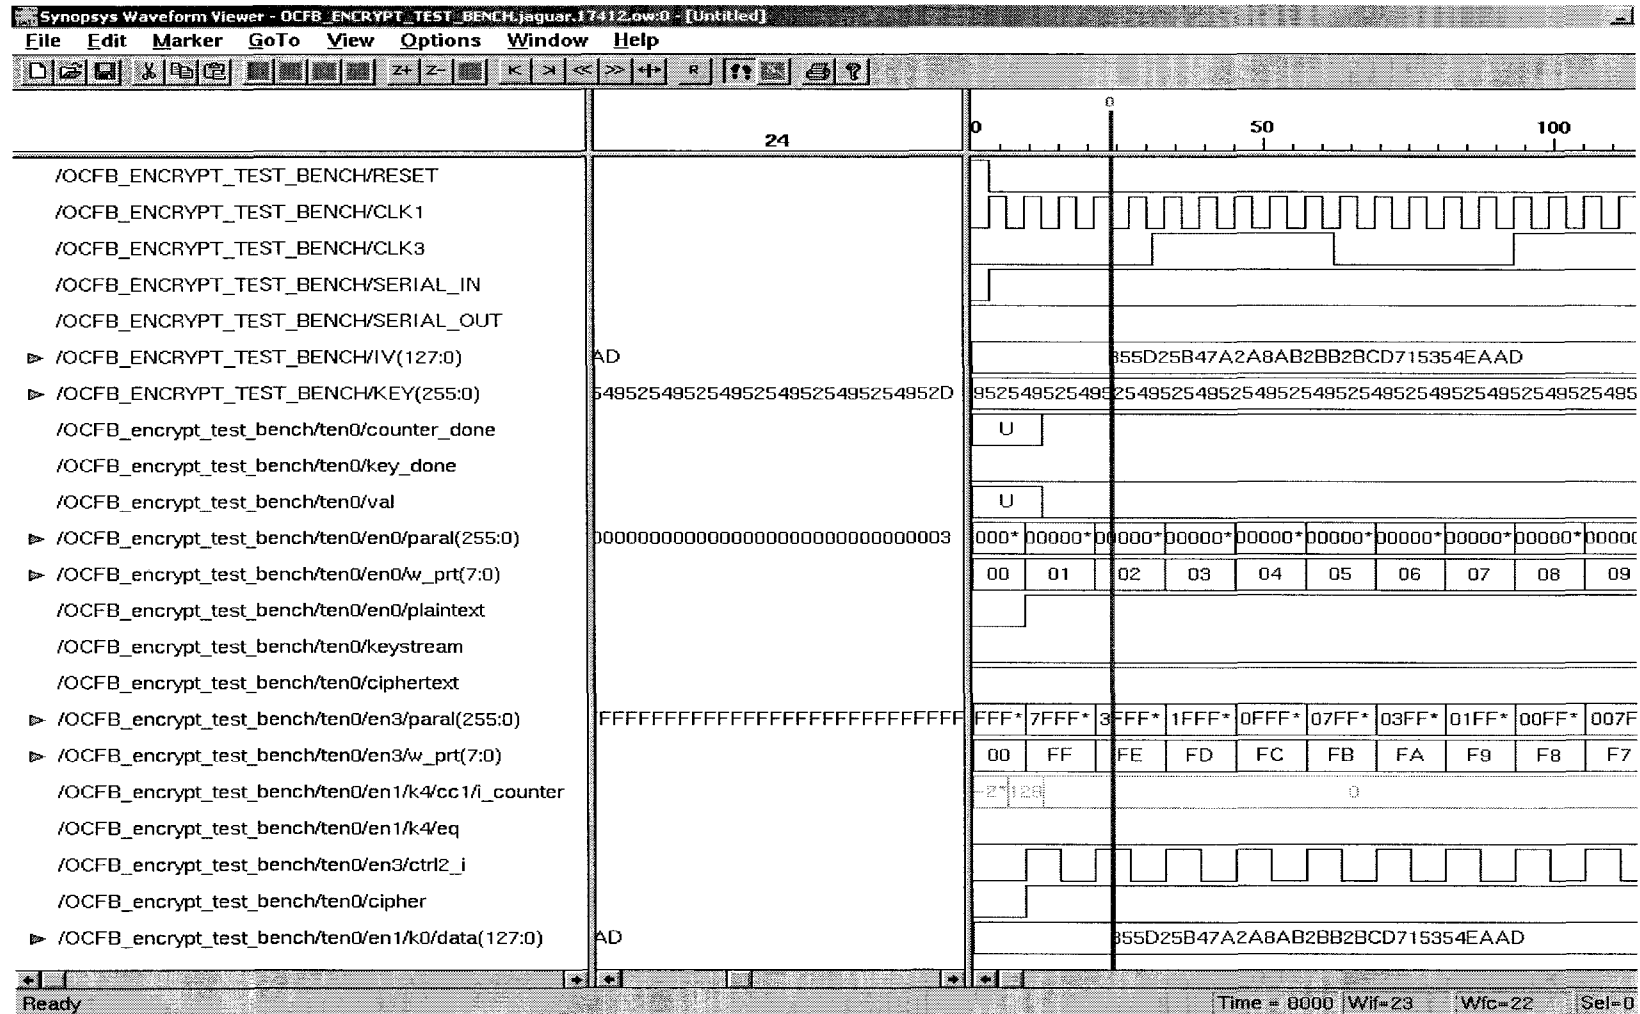 Synopsys Waveform Viewer - OCFB_ENCRYPT_TEST_BENCH.jaguar.17412.ow:0 - [Untitled]
File Edit Marker GoTo View Options Window Help
Z+ Z- R
0
24 0 50 100
/OCFB_ENCRYPT_TEST_BENCH/RESET
/OCFB_ENCRYPT_TEST_BENCH/CLK1
/OCFB_ENCRYPT_TEST_BENCH/CLK3
/OCFB_ENCRYPT_TEST_BENCH/SERIAL_IN
/OCFB_ENCRYPT_TEST_BENCH/SERIAL_OUT
/OCFB_ENCRYPT_TEST_BENCH/IV(127:0) AD 355D25B47A2A8AB2BB2BCD715354EAAD
/OCFB_ENCRYPT_TEST_BENCH/KEY(255:0) 549525495254952549525495254952D 95254952549525495254952549525495254952549525495
/OCFB_encrypt_test_bench/ten0/counter_done U
/OCFB_encrypt_test_bench/ten0/key_done
/OCFB_encrypt_test_bench/ten0/val U
/OCFB_encrypt_test_bench/ten0/en0/paral(255:0) 00000000000000000000000000000003 000* 00000* 00000* 00000* 00000* 00000* 00000* 00000* 00000* 0000
/OCFB_encrypt_test_bench/ten0/en0/w_prt(7:0) 00 01 02 03 04 05 06 07 08 09
/OCFB_encrypt_test_bench/ten0/en0/plaintext
/OCFB_encrypt_test_bench/ten0/keystream
/OCFB_encrypt_test_bench/ten0/ciphertext
/OCFB_encrypt_test_bench/ten0/en3/paral(255:0) FFFFFFFFFFFFFFFFFFFFFFFFFFFF FFF* 7FFF* 3FFF* 1FFF* 0FFF* 07FF* 03FF* 01FF* 00FF* 007F
/OCFB_encrypt_test_bench/ten0/en3/w_prt(7:0) 00 FF FE FD FC FB FA F9 F8 F7
/OCFB_encrypt_test_bench/ten0/en1/k4/cc1/i_counter -2* 128 0
/OCFB_encrypt_test_bench/ten0/en1/k4/eq
/OCFB_encrypt_test_bench/ten0/en3/ctrl2_i
/OCFB_encrypt_test_bench/ten0/cipher
/OCFB_encrypt_test_bench/ten0/en1/k0/data(127:0) AD 355D25B47A2A8AB2BB2BCD715354EAAD
Ready Time = 8000 Wif=23 Wfc=22 Sel=0